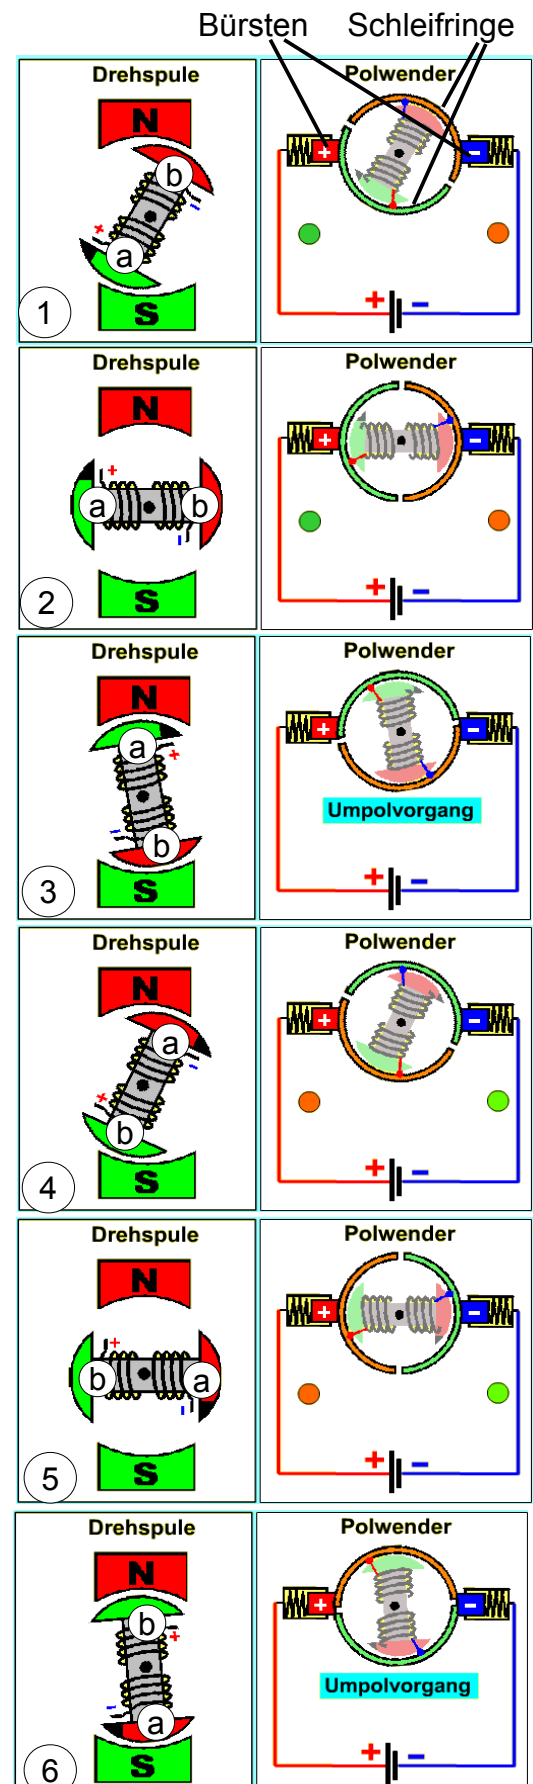 Bürsten Schleifringe
Drehspule Polwender
N
b
+ −
+
−
a
S
1
+ −
Drehspule Polwender
N
+
+ −
a b
−
S
2
+ −
Drehspule Polwender
N
a
+
+ −
−
b
Umpolvorgang
S
3
+ −
Drehspule Polwender
N
+ −
a
−
+
b
S
4
+ −
Drehspule Polwender
N
+ −
+
b a
−
S
5
+ −
Drehspule Polwender
N
+ −
b
+
−
Umpolvorgang
a
S
6
+ −